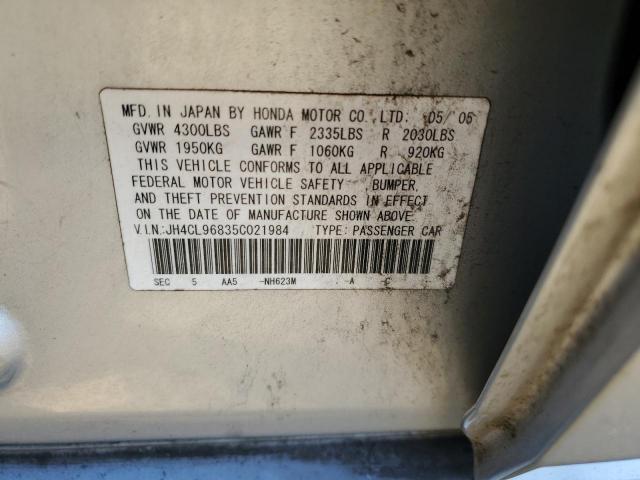 MFD. IN JAPAN BY HONDA MOTOR CO., LTD. 05/06
GVWR 4300LBS GAWR F 2335LBS R 2030LBS
GVWR 1950KG GAWR F 1060KG R 920KG
THIS VEHICLE CONFORMS TO ALL APPLICABLE
FEDERAL MOTOR VEHICLE SAFETY, BUMPER,
AND THEFT PREVENTION STANDARDS IN EFFECT
ON THE DATE OF MANUFACTURE SHOWN ABOVE.
V.I.N.:JH4CL96835C021984 TYPE: PASSENGER CAR
SEC 5 AA5 -NH623M -A -C